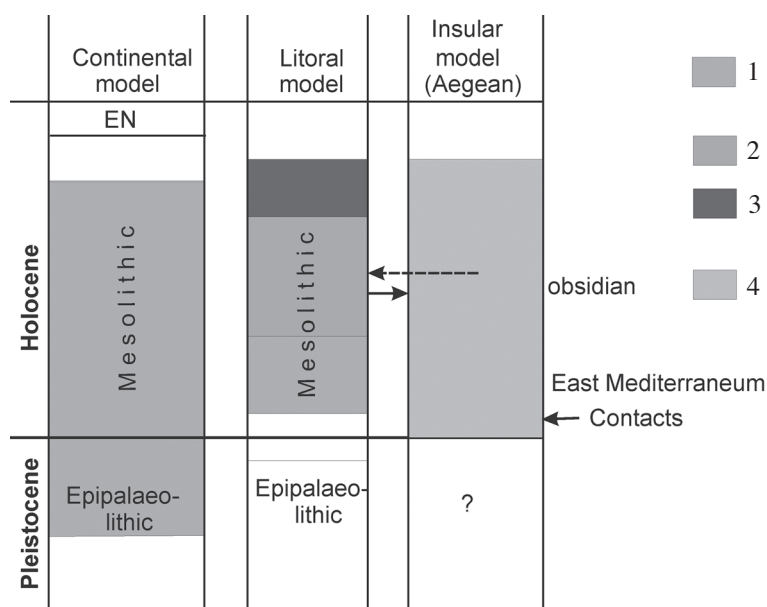 Continental
model
Litoral
model
Insular
model
(Aegean)
1
2
3
4
EN
Holocene
Mesolithic
Mesolithic
obsidian
East Mediterraneum
Contacts
Pleistocene
Epipalaeo-
lithic
Epipalaeo-
lithic
?